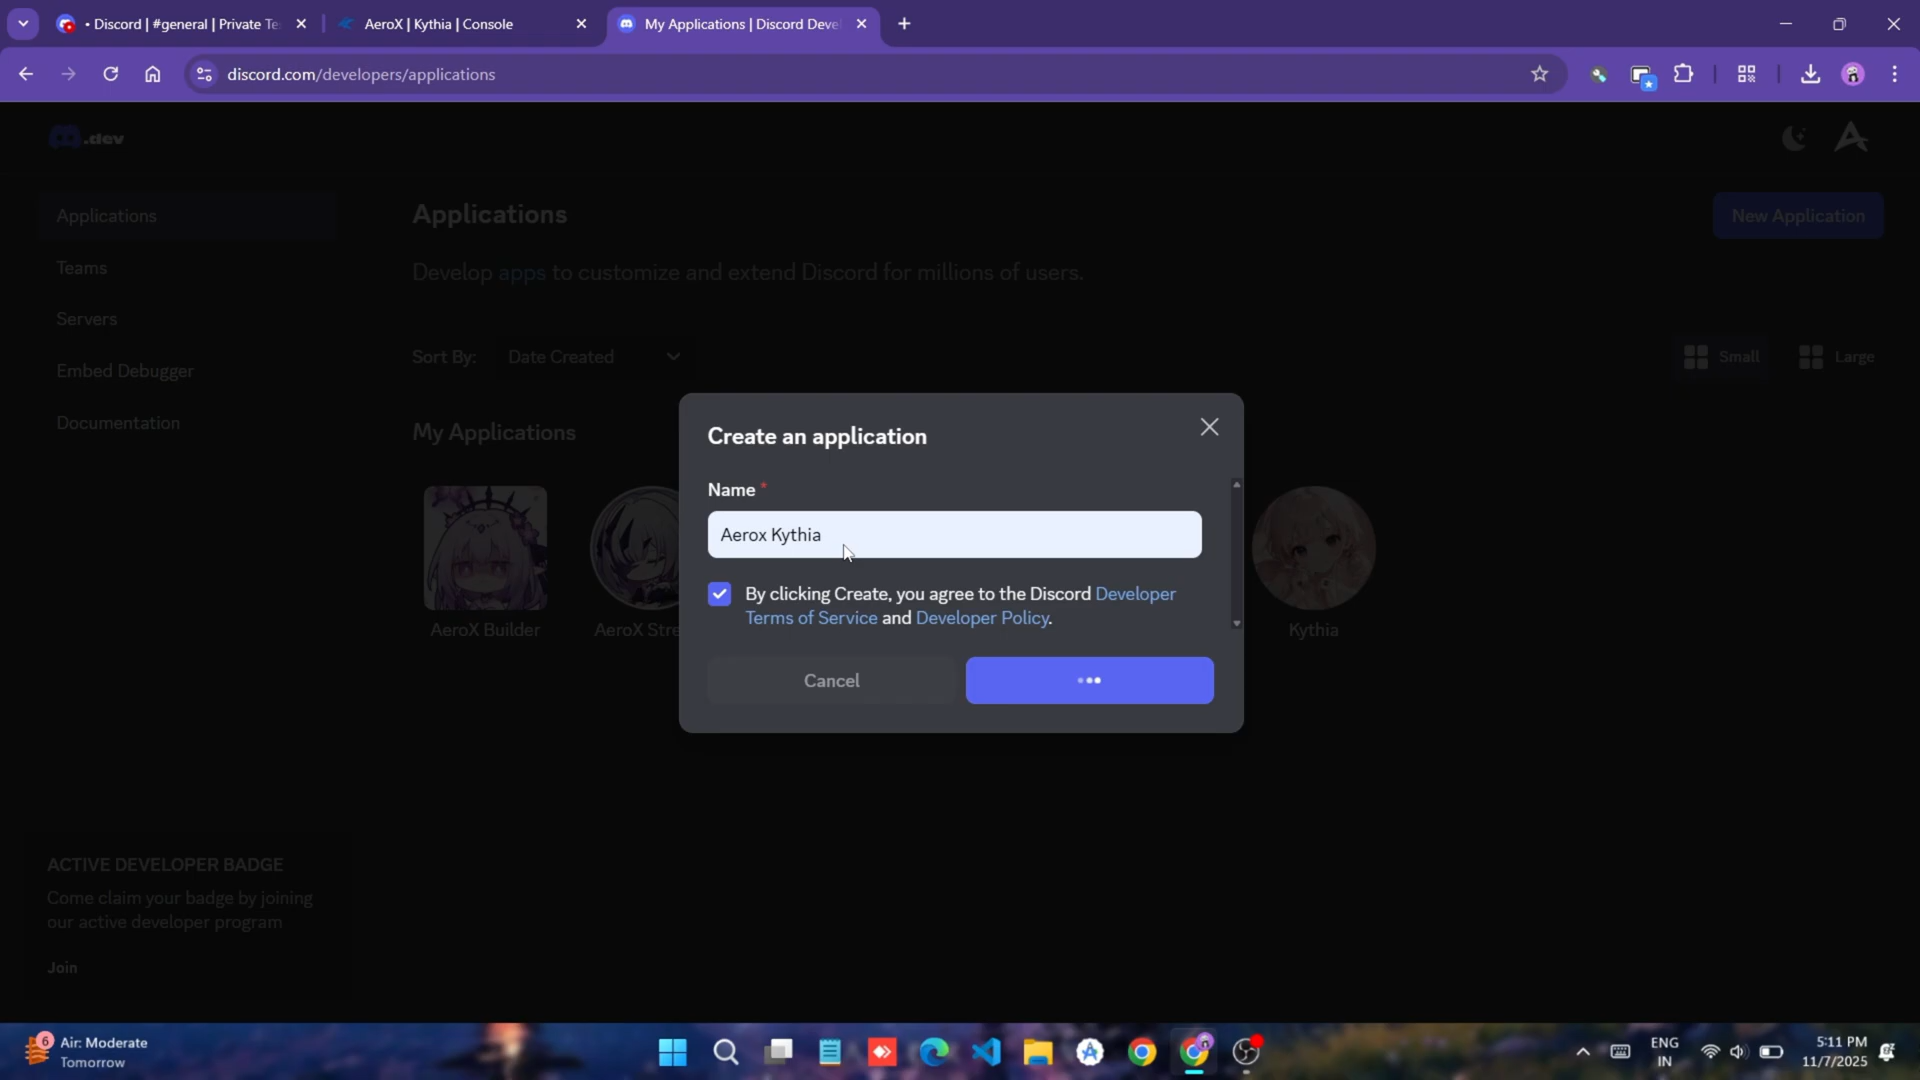 • Discord | #general | Private Te
AeroX | Kythia | Console
My Applications | Discord Deve
discord.com/developers/applications
.dev
Applications
Teams
Servers
Embed Debugger
Documentation
Applications
New Application
Develop apps to customize and extend Discord for millions of users.
Sort By:
Date Created
Small
Large
My Applications
AeroX Builder
AeroX Stre
Kythia
Create an application
Name *
Aerox Kythia
By clicking Create, you agree to the Discord Developer
Terms of Service and Developer Policy.
Cancel
ACTIVE DEVELOPER BADGE
Come claim your badge by joining
our active developer program
Join
6
Air: Moderate
Tomorrow
ENG
IN
5:11 PM
11/7/2025